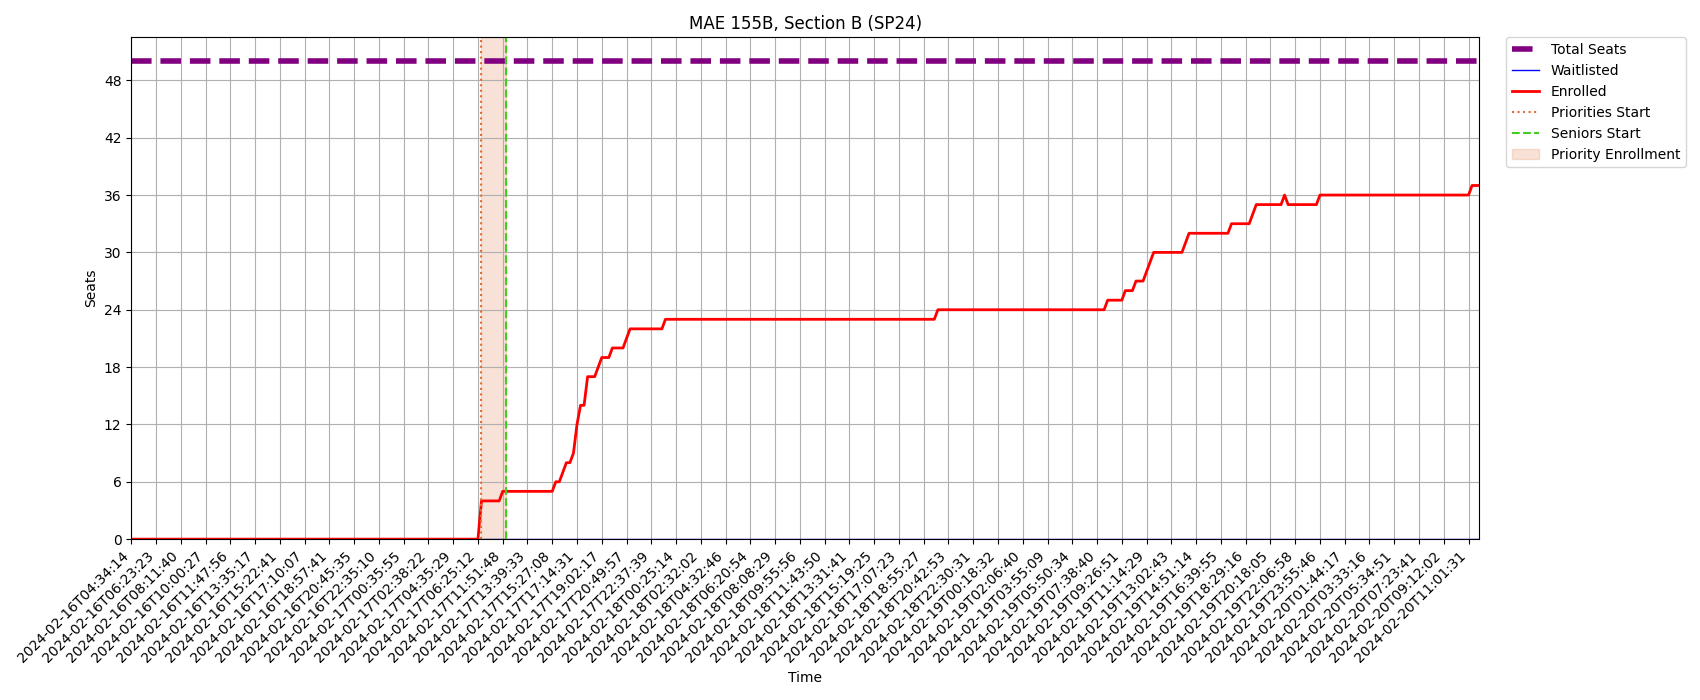 MAE 155B, Section B (SP24)
Total Seats
Waitlisted
Enrolled
Priorities Start
Seniors Start
Priority Enrollment
Seats
48
42
36
30
24
18
12
6
0
2024-02-16T04:34:14
2024-02-16T06:23:23
2024-02-16T08:11:40
2024-02-16T10:00:27
2024-02-16T11:47:56
2024-02-16T13:35:17
2024-02-16T15:22:41
2024-02-16T17:10:07
2024-02-16T18:57:41
2024-02-16T20:45:35
2024-02-16T22:35:10
2024-02-17T00:35:55
2024-02-17T02:38:22
2024-02-17T04:35:29
2024-02-17T06:25:12
2024-02-17T11:51:48
2024-02-17T13:39:33
2024-02-17T15:27:08
2024-02-17T17:14:31
2024-02-17T19:02:17
2024-02-17T20:49:57
2024-02-17T22:37:39
2024-02-18T00:25:14
2024-02-18T02:32:02
2024-02-18T04:32:46
2024-02-18T06:20:54
2024-02-18T08:08:29
2024-02-18T09:55:56
2024-02-18T11:43:50
2024-02-18T13:31:41
2024-02-18T15:19:25
2024-02-18T17:07:23
2024-02-18T18:55:27
2024-02-18T20:42:53
2024-02-18T22:30:31
2024-02-19T00:18:32
2024-02-19T02:06:40
2024-02-19T03:55:09
2024-02-19T05:50:34
2024-02-19T07:38:40
2024-02-19T09:26:51
2024-02-19T11:14:29
2024-02-19T13:02:43
2024-02-19T14:51:14
2024-02-19T16:39:55
2024-02-19T18:29:16
2024-02-19T20:18:05
2024-02-19T22:06:58
2024-02-19T23:55:46
2024-02-20T01:44:17
2024-02-20T03:33:16
2024-02-20T05:34:51
2024-02-20T07:23:41
2024-02-20T09:12:02
2024-02-20T11:01:31
Time